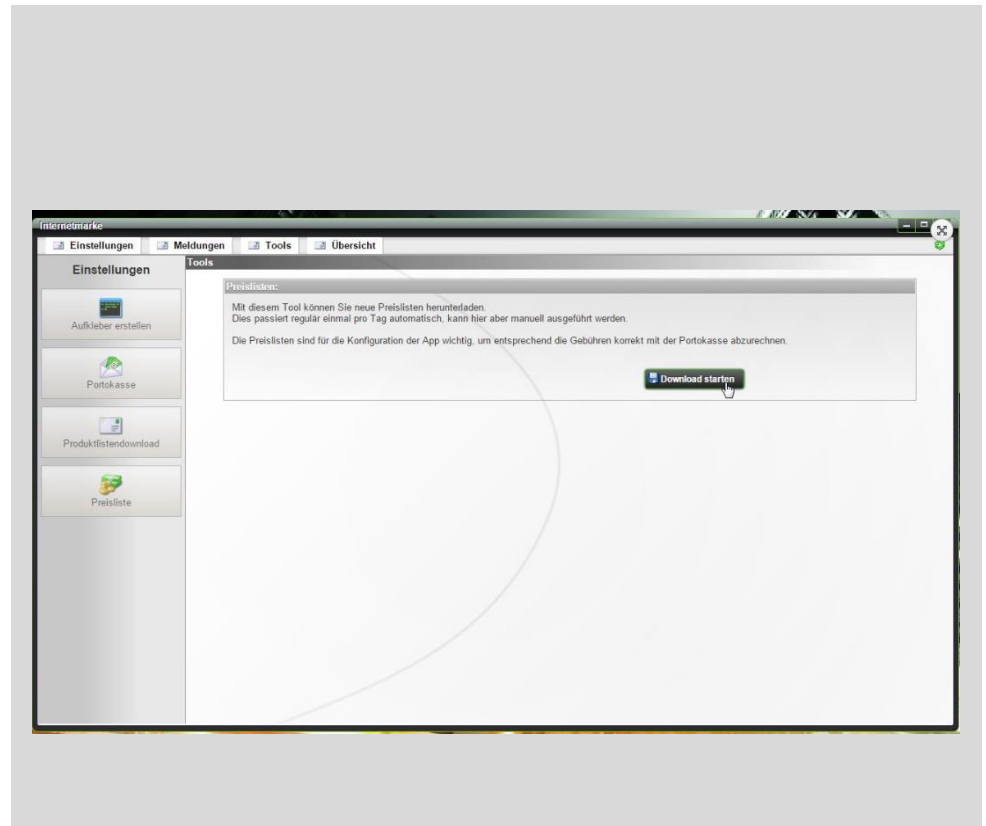 Internetmarke
Einstellungen Meldungen Tools Übersicht
Einstellungen
Aufkleber erstellen
Portokasse
Produktlistendownload
Preisliste
Tools
Preislisten:
Mit diesem Tool können Sie neue Preislisten herunterladen.
Dies passiert regulär einmal pro Tag automatisch, kann hier aber manuell ausgeführt werden.
Die Preislisten sind für die Konfiguration der App wichtig, um entsprechend die Gebühren korrekt mit der Portokasse abzurechnen.
Download starten